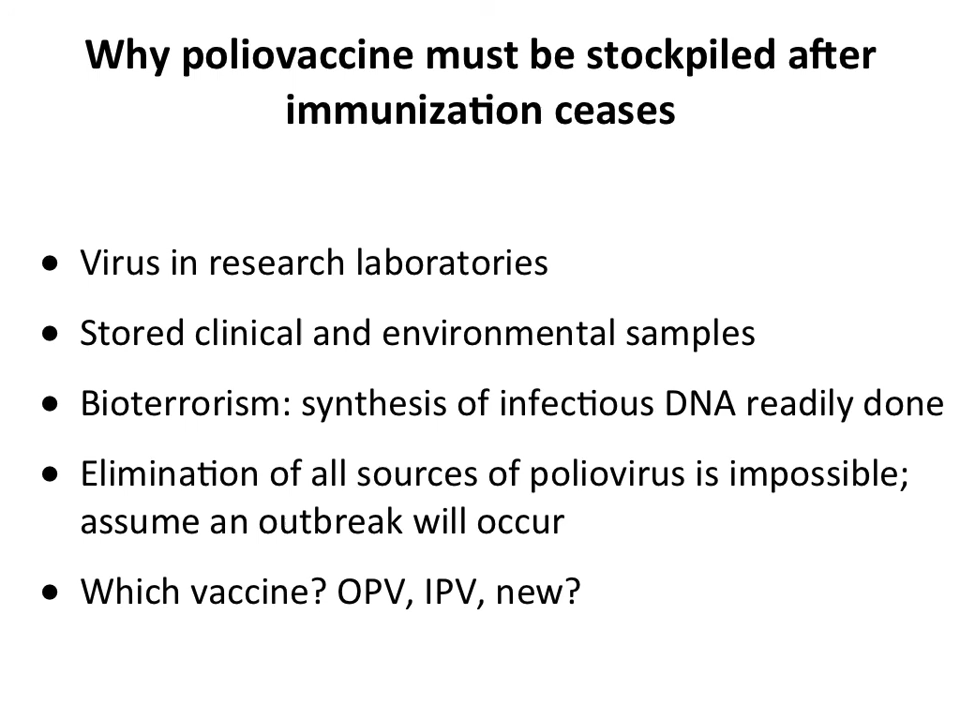 Why poliovaccine must be stockpiled after
immunization ceases
• Virus in research laboratories
• Stored clinical and environmental samples
• Bioterrorism: synthesis of infectious DNA readily done
• Elimination of all sources of poliovirus is impossible;
assume an outbreak will occur
• Which vaccine? OPV, IPV, new?